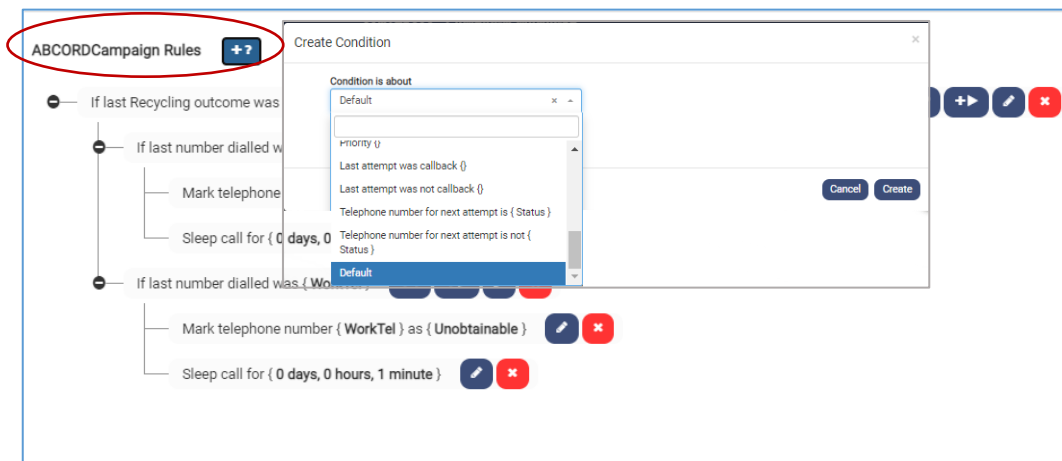 ABCORDCampaign Rules +?
Create Condition ×
Condition is about
Default × ▴
If last Recycling outcome was
If last number dialled w
Priority {}
Last attempt was callback {}
Last attempt was not callback {}
Mark telephone
Cancel Create
Telephone number for next attempt is { Status }
Sleep call for { 0 days, 0
Telephone number for next attempt is not {
Status }
Default
If last number dialled was { Wo
Mark telephone number { WorkTel } as { Unobtainable }
Sleep call for { 0 days, 0 hours, 1 minute }